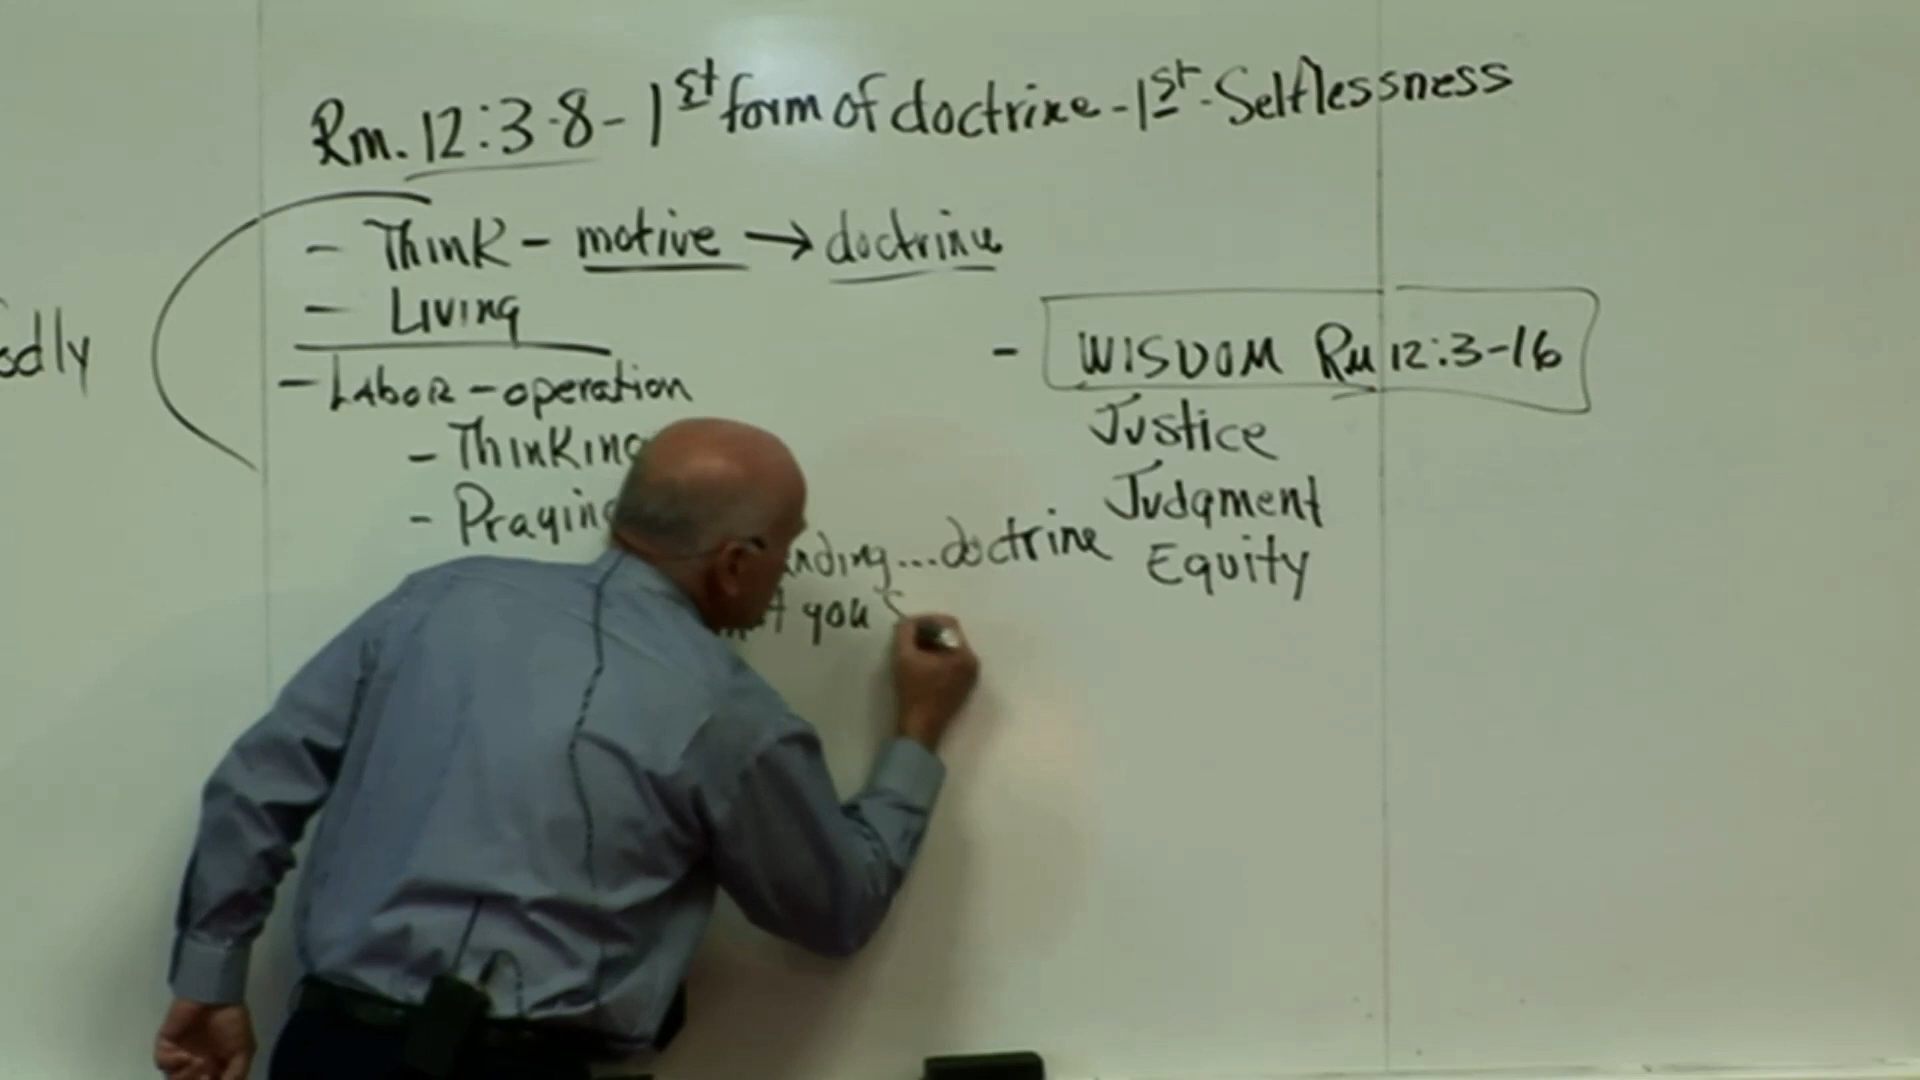 Rm. 12:3-8 - 1st form of doctrine - 1st - Selflessness
- Think - motive → doctrine
- Living
- Labor - operation
- Thinking
- Praying
doctrine
you
- WISDOM Rm 12:3-16
Justice
Judgment
Equity